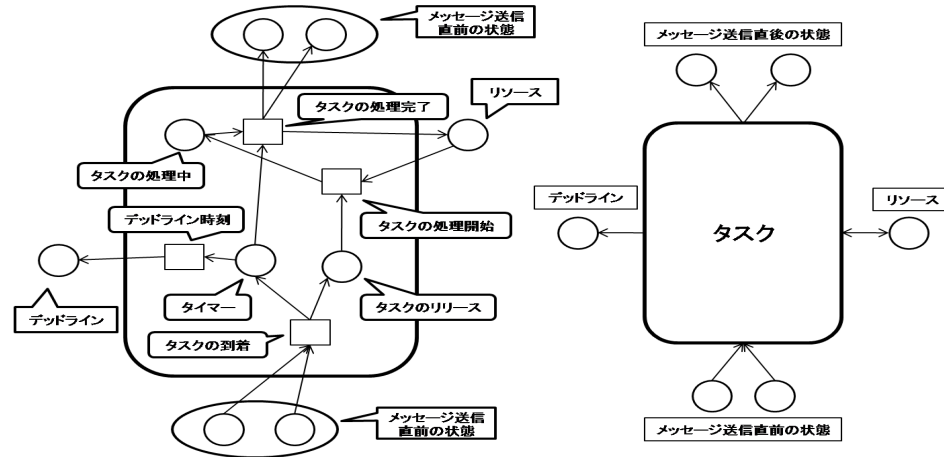 メッセージ送信
直前の状態
タスクの処理完了
リソース
タスクの処理中
デッドライン時刻
タスクの処理開始
タイマー
タスクのリリース
デッドライン
タスクの到着
メッセージ送信
直前の状態
メッセージ送信直後の状態
デッドライン
リソース
タスク
メッセージ送信直前の状態